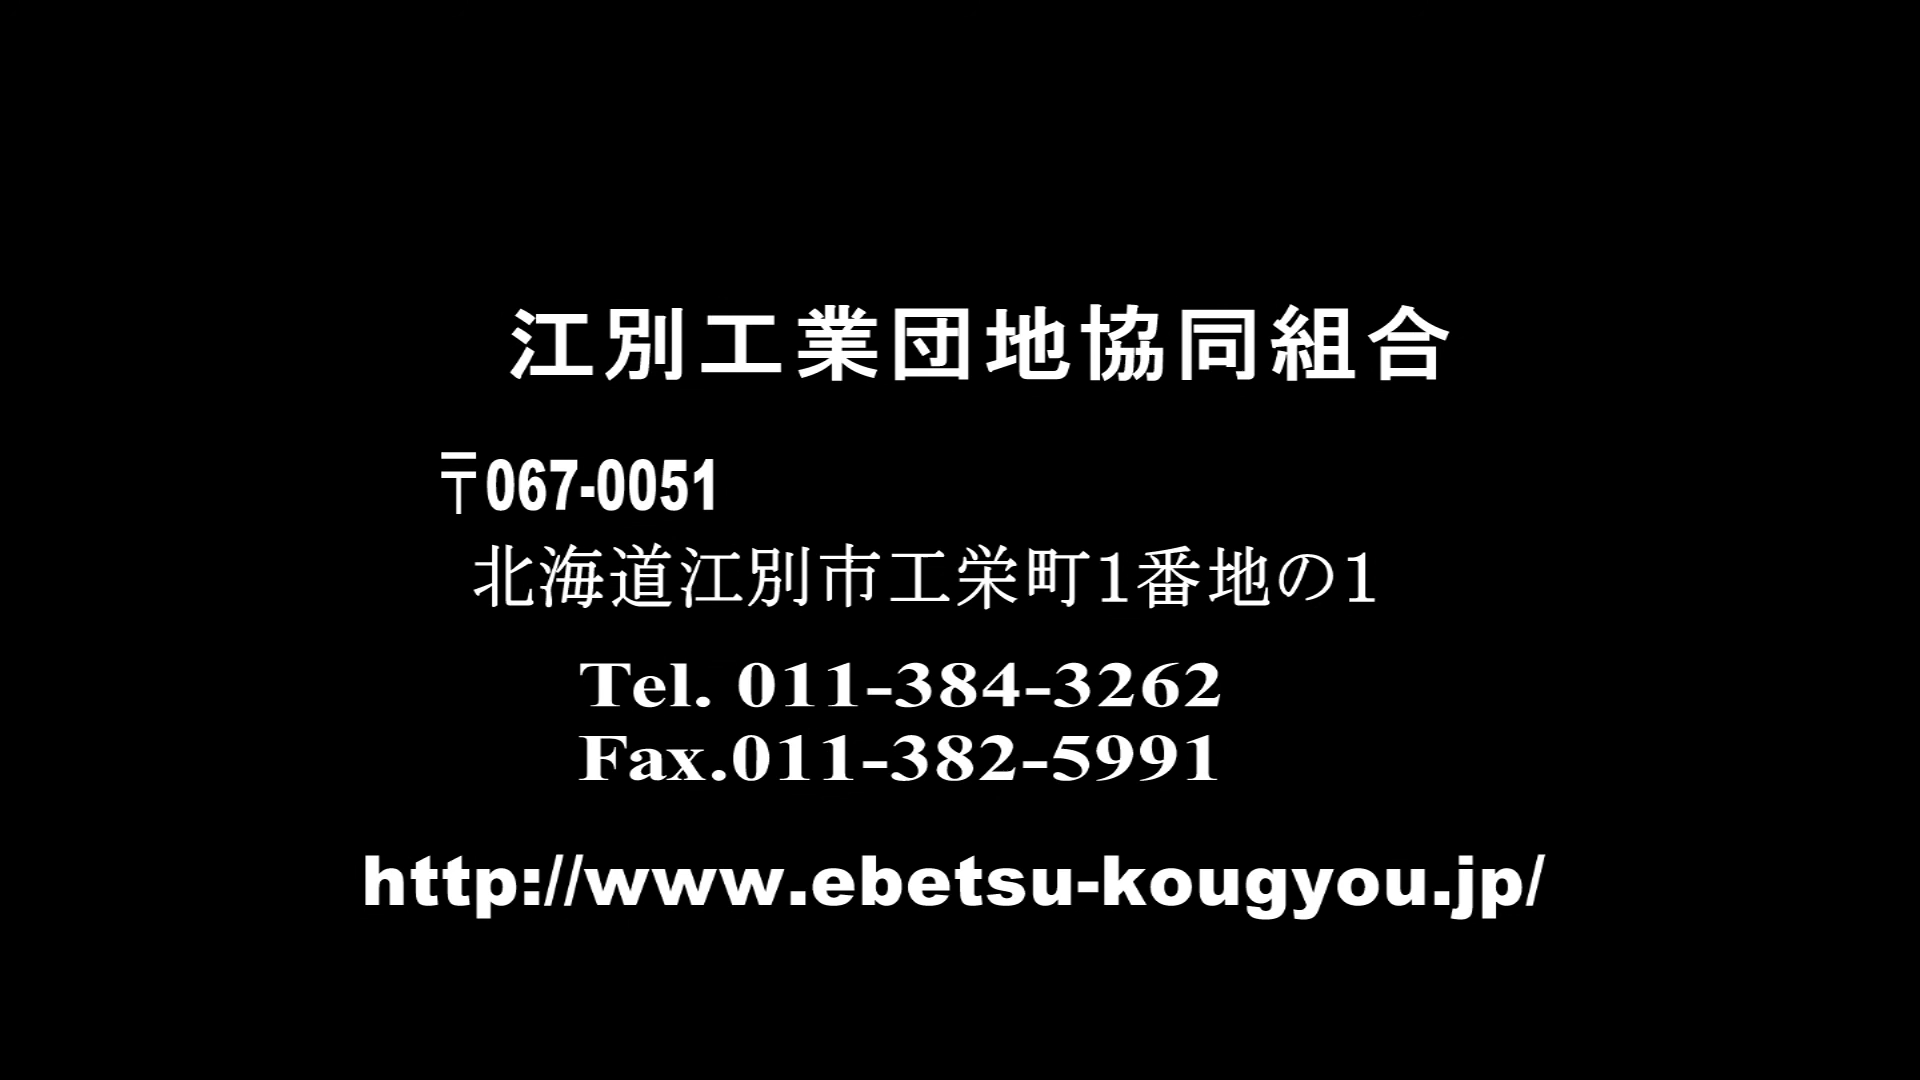 江別工業団地協同組合
〒067-0051
北海道江別市工栄町1番地の1
Tel. 011-384-3262
Fax.011-382-5991
http://www.ebetsu-kougyou.jp/